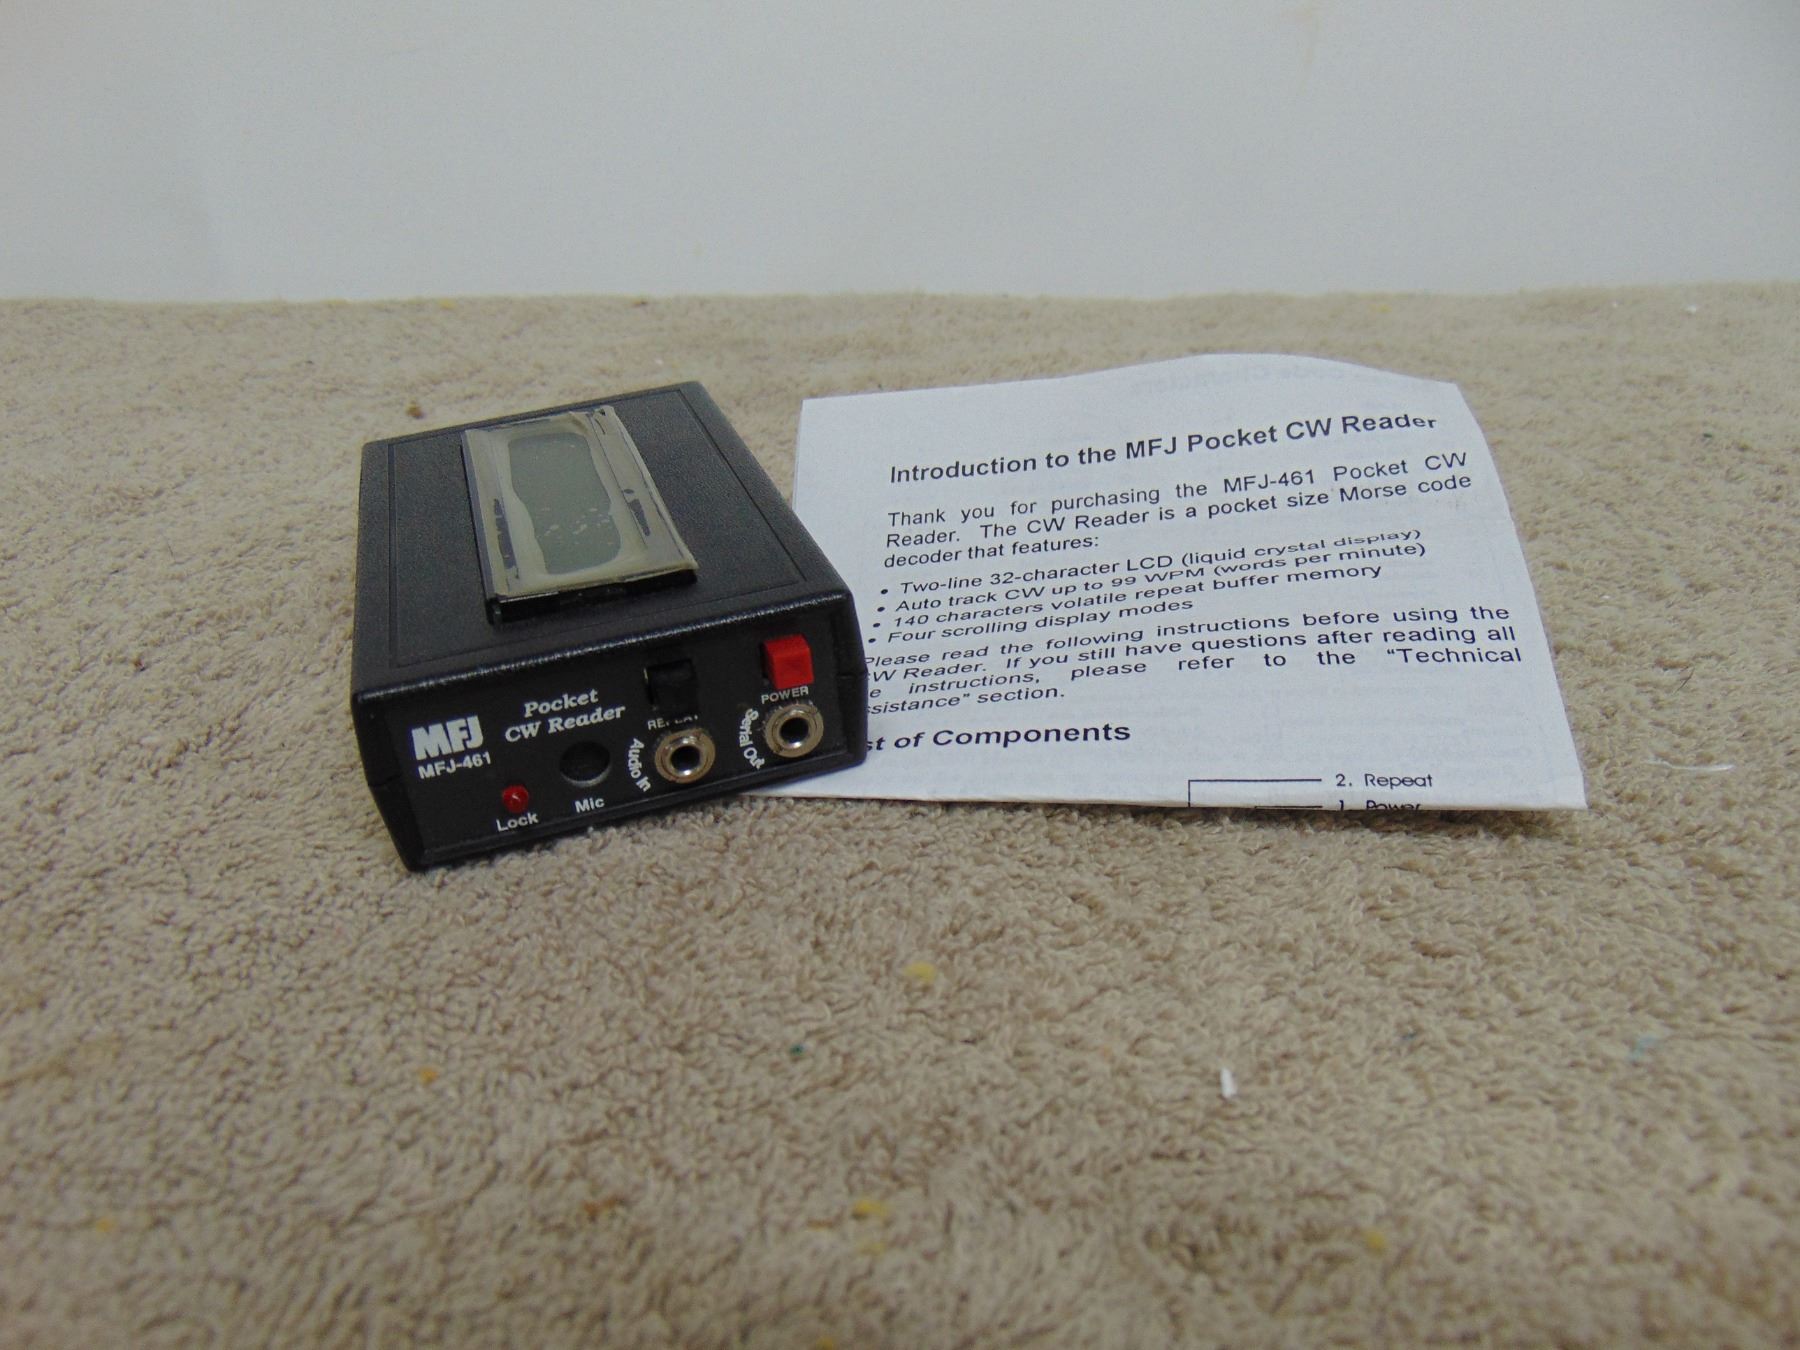 MFJ
MFJ-461
Pocket
CW Reader
Lock
Mic
REPEAT
Audio In
POWER
Serial Out
Introduction to the MFJ Pocket CW Reader
Thank you for purchasing the MFJ-461 Pocket CW
Reader. The CW Reader is a pocket size Morse code
decoder that features:
• Two-line 32-character LCD (liquid crystal display)
• Auto track CW up to 99 WPM (words per minute)
• 140 characters volatile repeat buffer memory
• Four scrolling display modes
Please read the following instructions before using the
CW Reader. If you still have questions after reading all
e instructions, please refer to the “Technical
ssistance” section.
st of Components
2. Repeat
1. Power